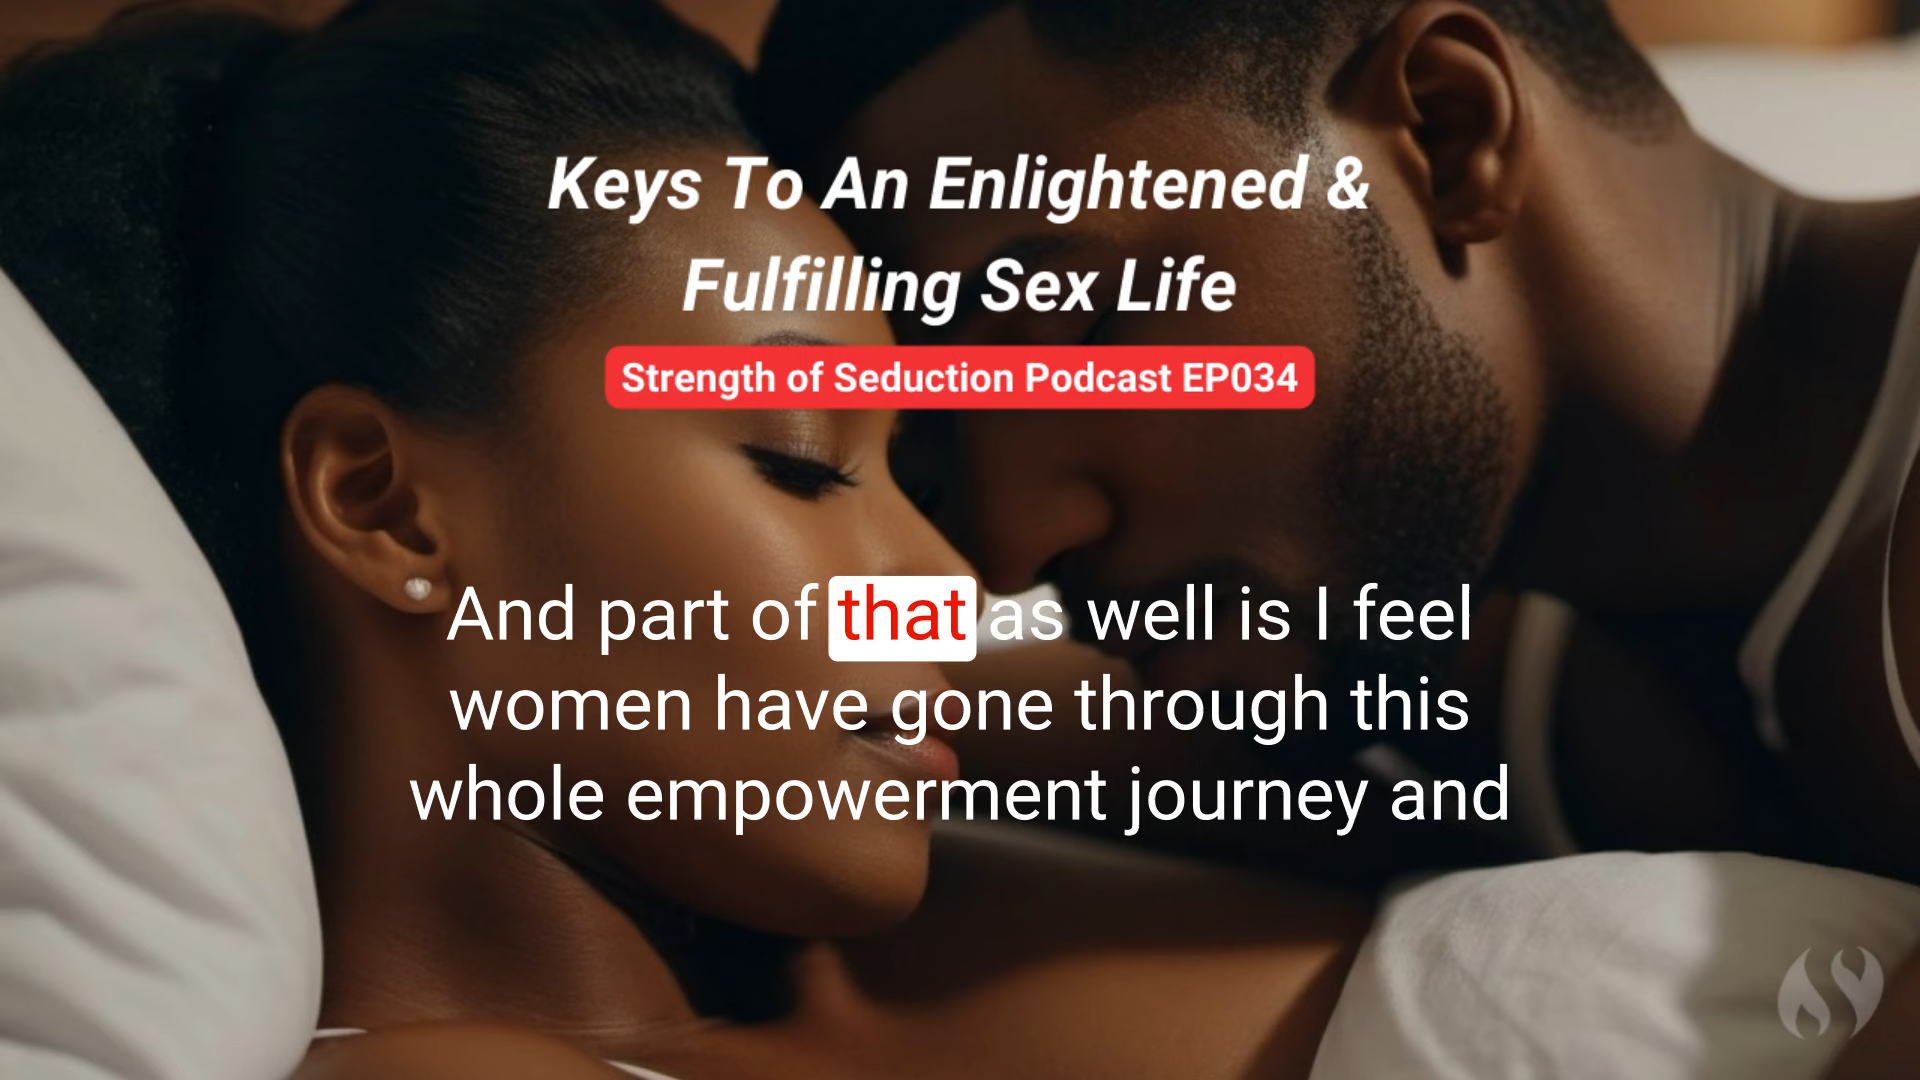 Keys To An Enlightened &
Fulfilling Sex Life
Strength of Seduction Podcast EP034
And part of that as well is I feel
women have gone through this
whole empowerment journey and